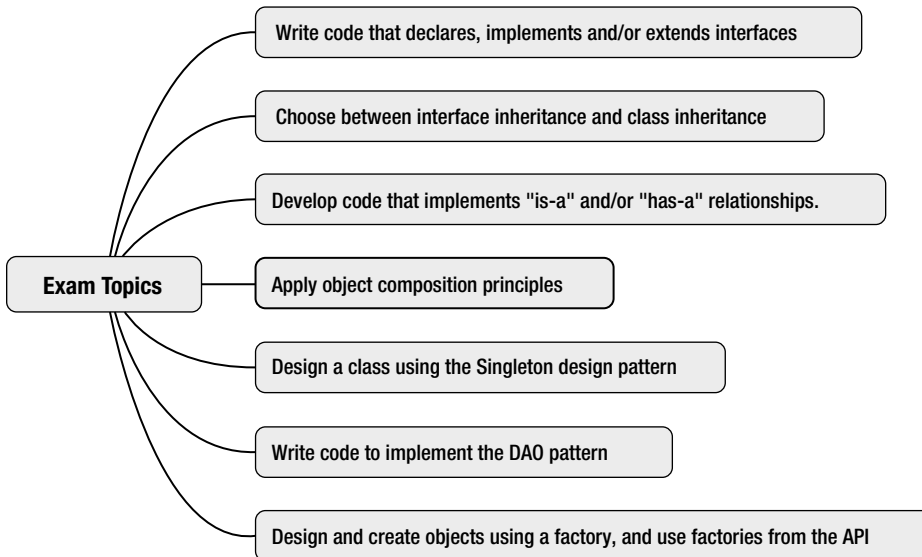 Write code that declares, implements and/or extends interfaces
Choose between interface inheritance and class inheritance
Develop code that implements "is-a" and/or "has-a" relationships.
Exam Topics
Apply object composition principles
Design a class using the Singleton design pattern
Write code to implement the DAO pattern
Design and create objects using a factory, and use factories from the API